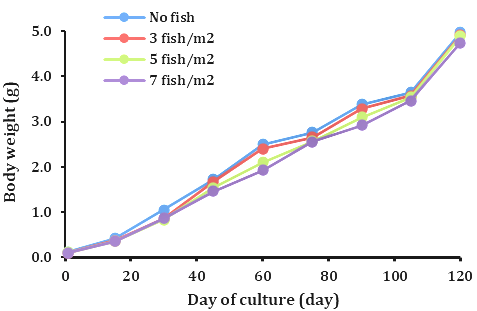 No fish
3 fish/m2
5 fish/m2
7 fish/m2
5.0
4.0
3.0
2.0
1.0
0.0
Body weight (g)
0 20 40 60 80 100 120
Day of culture (day)